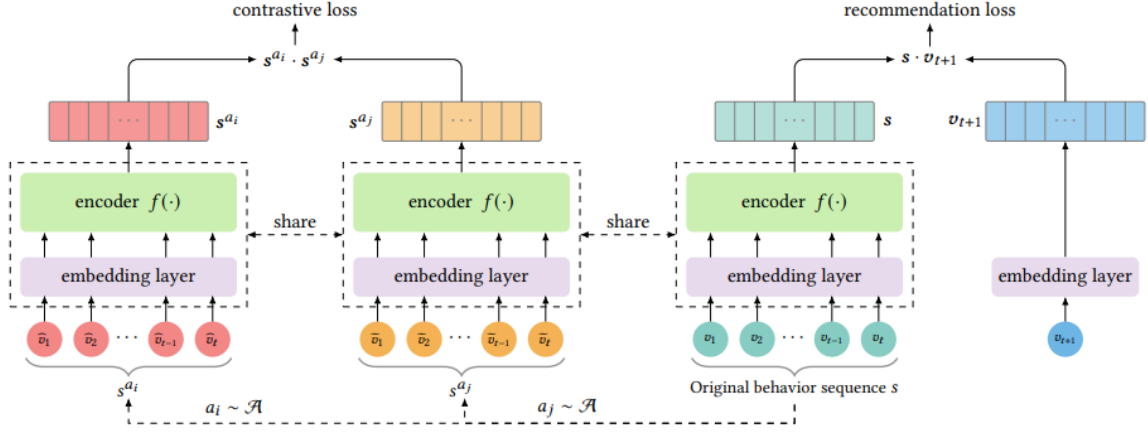 contrastive loss
recommendation loss
s^{a_i} · s^{a_j}
s · v_{t+1}
··· s^{a_i}
s^{a_j} ···
··· s
v_{t+1} ···
encoder f(·)
encoder f(·)
encoder f(·)
share
share
embedding layer
embedding layer
embedding layer
embedding layer
v̂_1 v̂_2 ··· v̂_{t-1} v̂_t
ṽ_1 ṽ_2 ··· ṽ_{t-1} ṽ_t
v_1 v_2 ··· v_{t-1} v_t
v_{t+1}
s^{a_i}
s^{a_j}
Original behavior sequence s
a_i ~ 𝒜
a_j ~ 𝒜